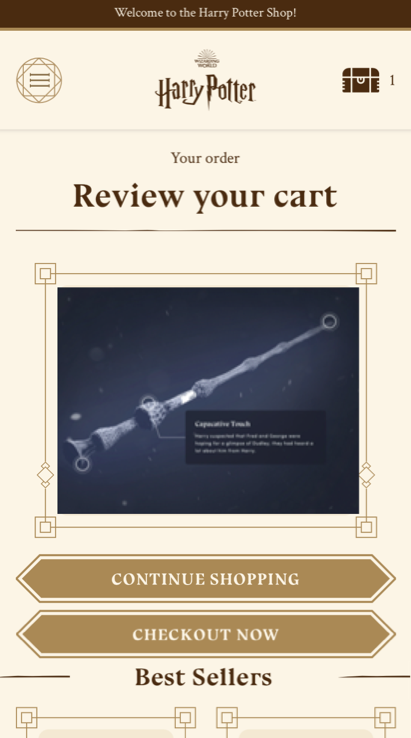 Welcome to the Harry Potter Shop!
WIZARDING
WORLD
Harry Potter
1
Your order
Review your cart
Capacative Touch
Harry suspected that Fred and George were
hoping for a glimpse of Dudley; they had heard a
lot about him from Harry.
CONTINUE SHOPPING
CHECKOUT NOW
Best Sellers